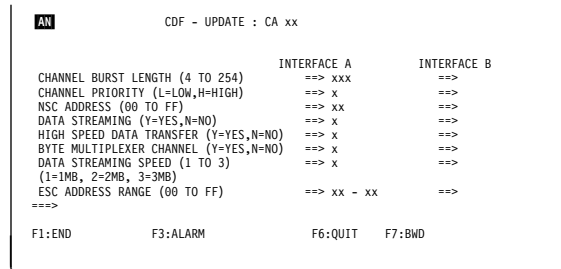 AN CDF - UPDATE : CA xx
INTERFACE A INTERFACE B
CHANNEL BURST LENGTH (4 TO 254) ==> xxx ==>
CHANNEL PRIORITY (L=LOW,H=HIGH) ==> x ==>
NSC ADDRESS (00 TO FF) ==> xx ==>
DATA STREAMING (Y=YES,N=NO) ==> x ==>
HIGH SPEED DATA TRANSFER (Y=YES,N=NO) ==> x ==>
BYTE MULTIPLEXER CHANNEL (Y=YES,N=NO) ==> x ==>
DATA STREAMING SPEED (1 TO 3) ==> x ==>
(1=1MB, 2=2MB, 3=3MB)
ESC ADDRESS RANGE (00 TO FF) ==> xx - xx ==>
===>
F1:END F3:ALARM F6:QUIT F7:BWD